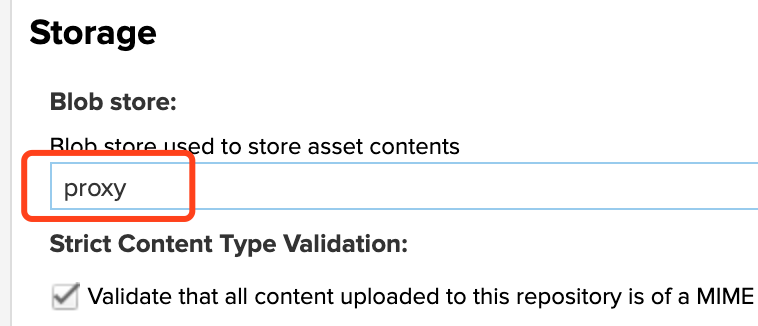 Storage
Blob store:
Blob store used to store asset contents
proxy
Strict Content Type Validation:
Validate that all content uploaded to this repository is of a MIME